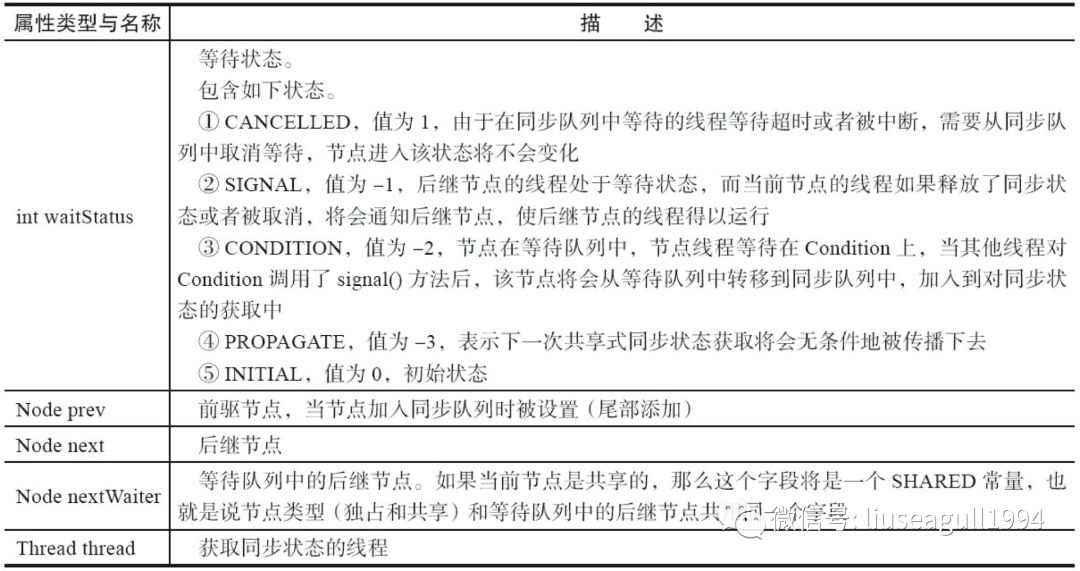 属性类型与名称 描 述
等待状态。
包含如下状态。
① CANCELLED，值为 1，由于在同步队列中等待的线程等待超时或者被中断，需要从同步队
列中取消等待，节点进入该状态将不会变化
② SIGNAL，值为 –1，后继节点的线程处于等待状态，而当前节点的线程如果释放了同步状
态或者被取消，将会通知后继节点，使后继节点的线程得以运行
int waitStatus
③ CONDITION，值为 –2，节点在等待队列中，节点线程等待在 Condition 上，当其他线程对
Condition 调用了 signal() 方法后，该节点将会从等待队列中转移到同步队列中，加入到对同步状
态的获取中
④ PROPAGATE，值为 –3，表示下一次共享式同步状态获取将会无条件地被传播下去
⑤ INITIAL，值为 0，初始状态
Node prev 前驱节点，当节点加入同步队列时被设置（尾部添加）
Node next 后继节点
Node nextWaiter
等待队列中的后继节点。如果当前节点是共享的，那么这个字段将是一个 SHARED 常量，也
就是说节点类型（独占和共享）和等待队列中的后继节点共用同一个字段
微信号: liuseagull1994
Thread thread 获取同步状态的线程